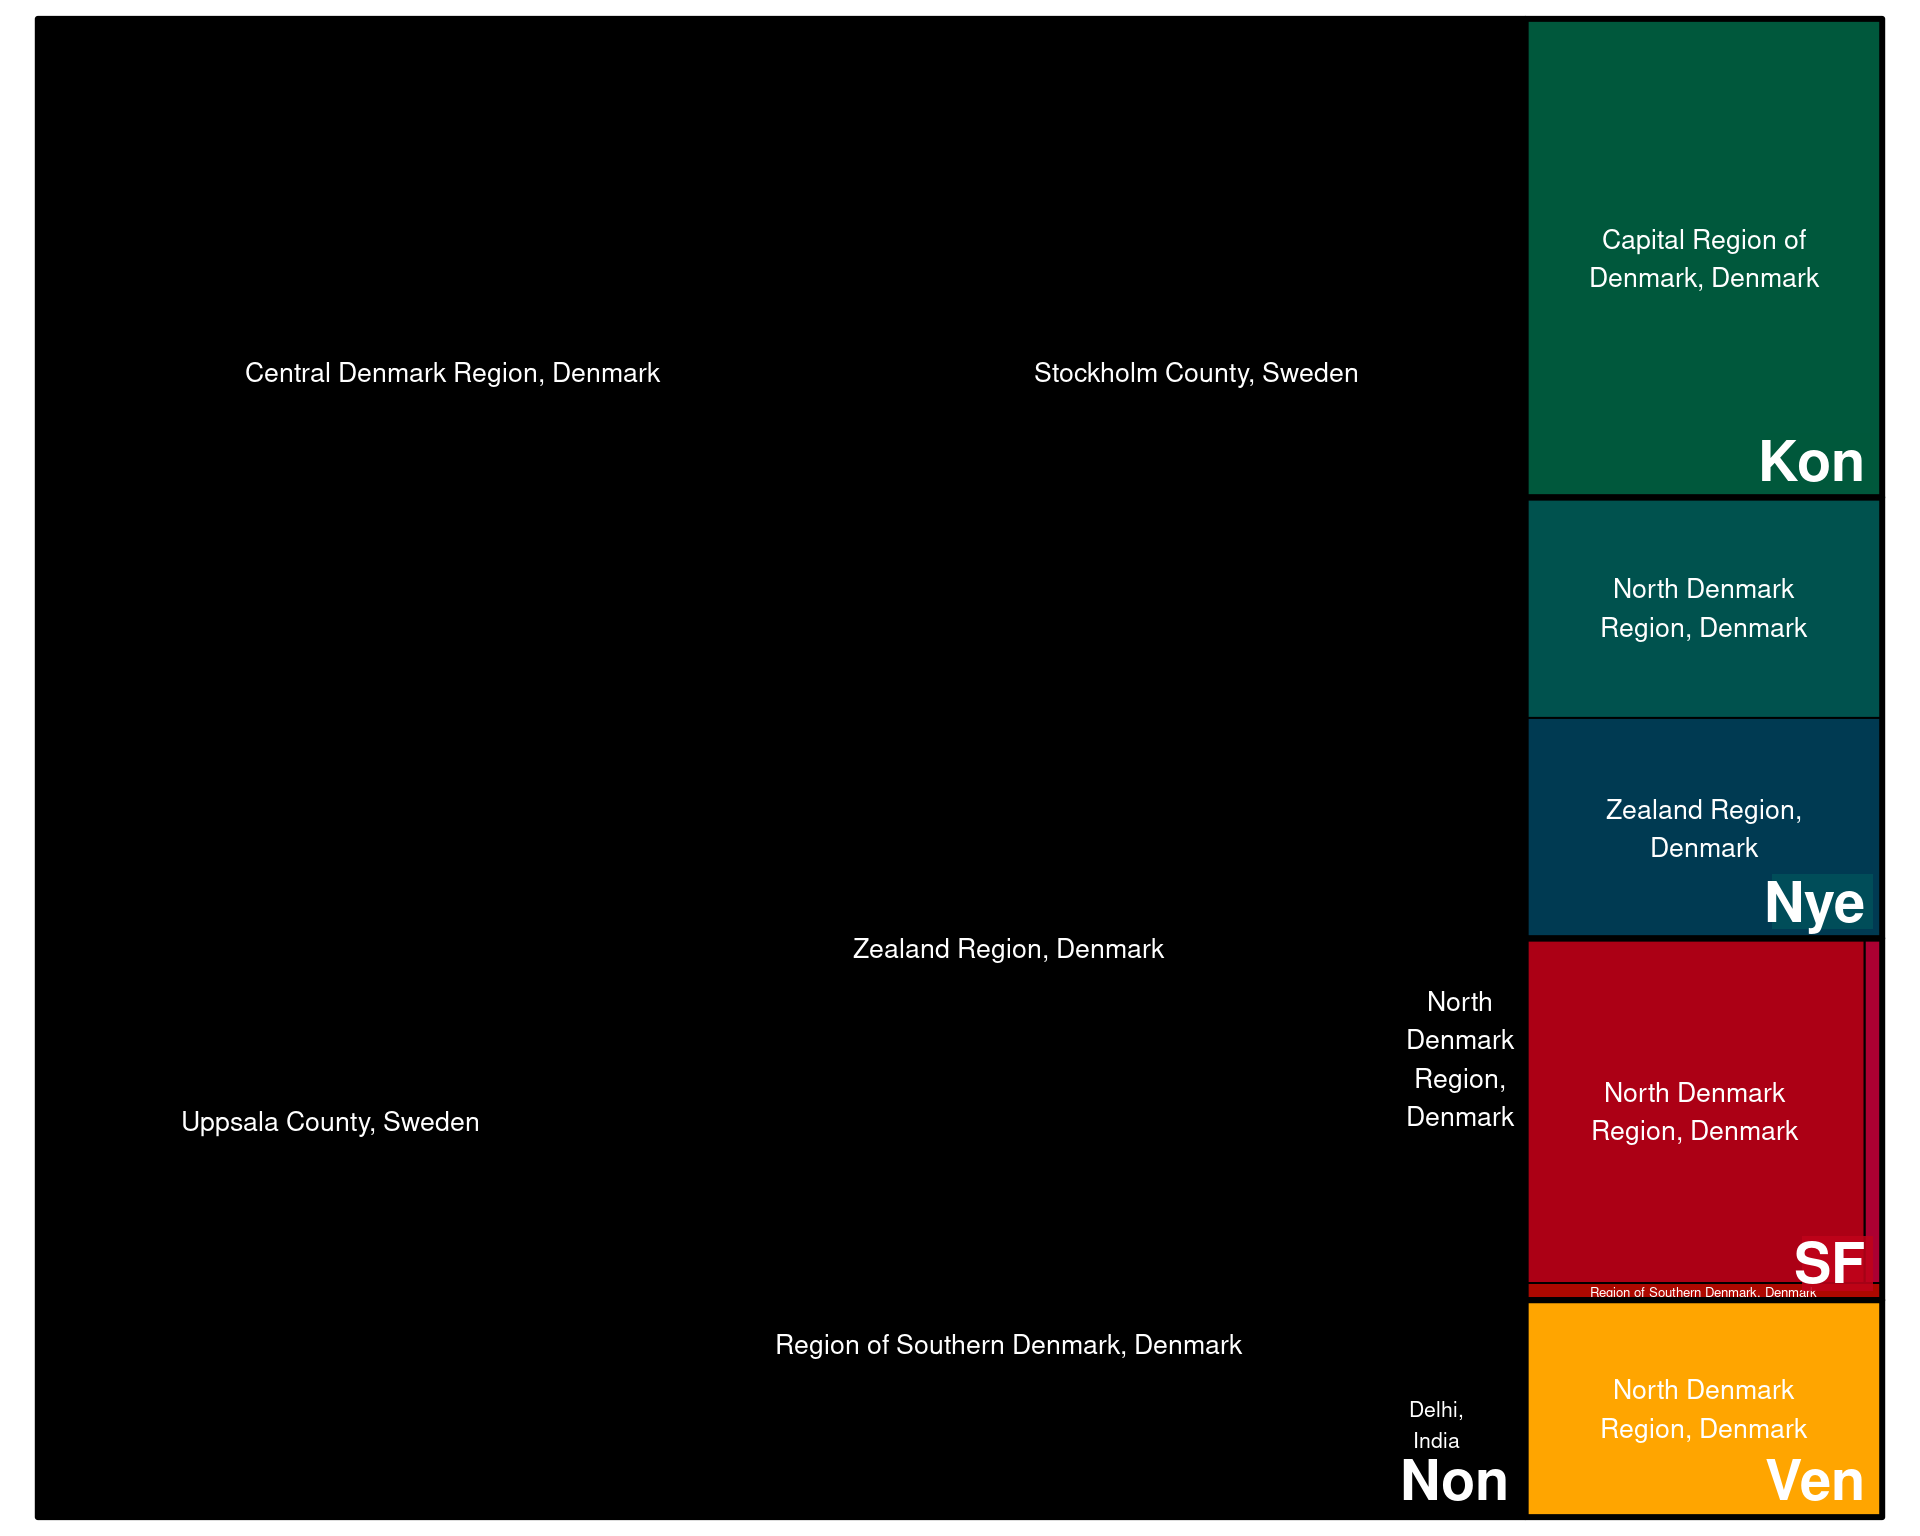 Central Denmark Region, Denmark
Stockholm County, Sweden
Uppsala County, Sweden
Zealand Region, Denmark
Region of Southern Denmark, Denmark
North
Denmark
Region,
Denmark
Delhi,
India
Non
Capital Region of
Denmark, Denmark
Kon
North Denmark
Region, Denmark
Zealand Region,
Denmark
Nye
North Denmark
Region, Denmark
SF
Region of Southern Denmark, Denmark
North Denmark
Region, Denmark
Ven